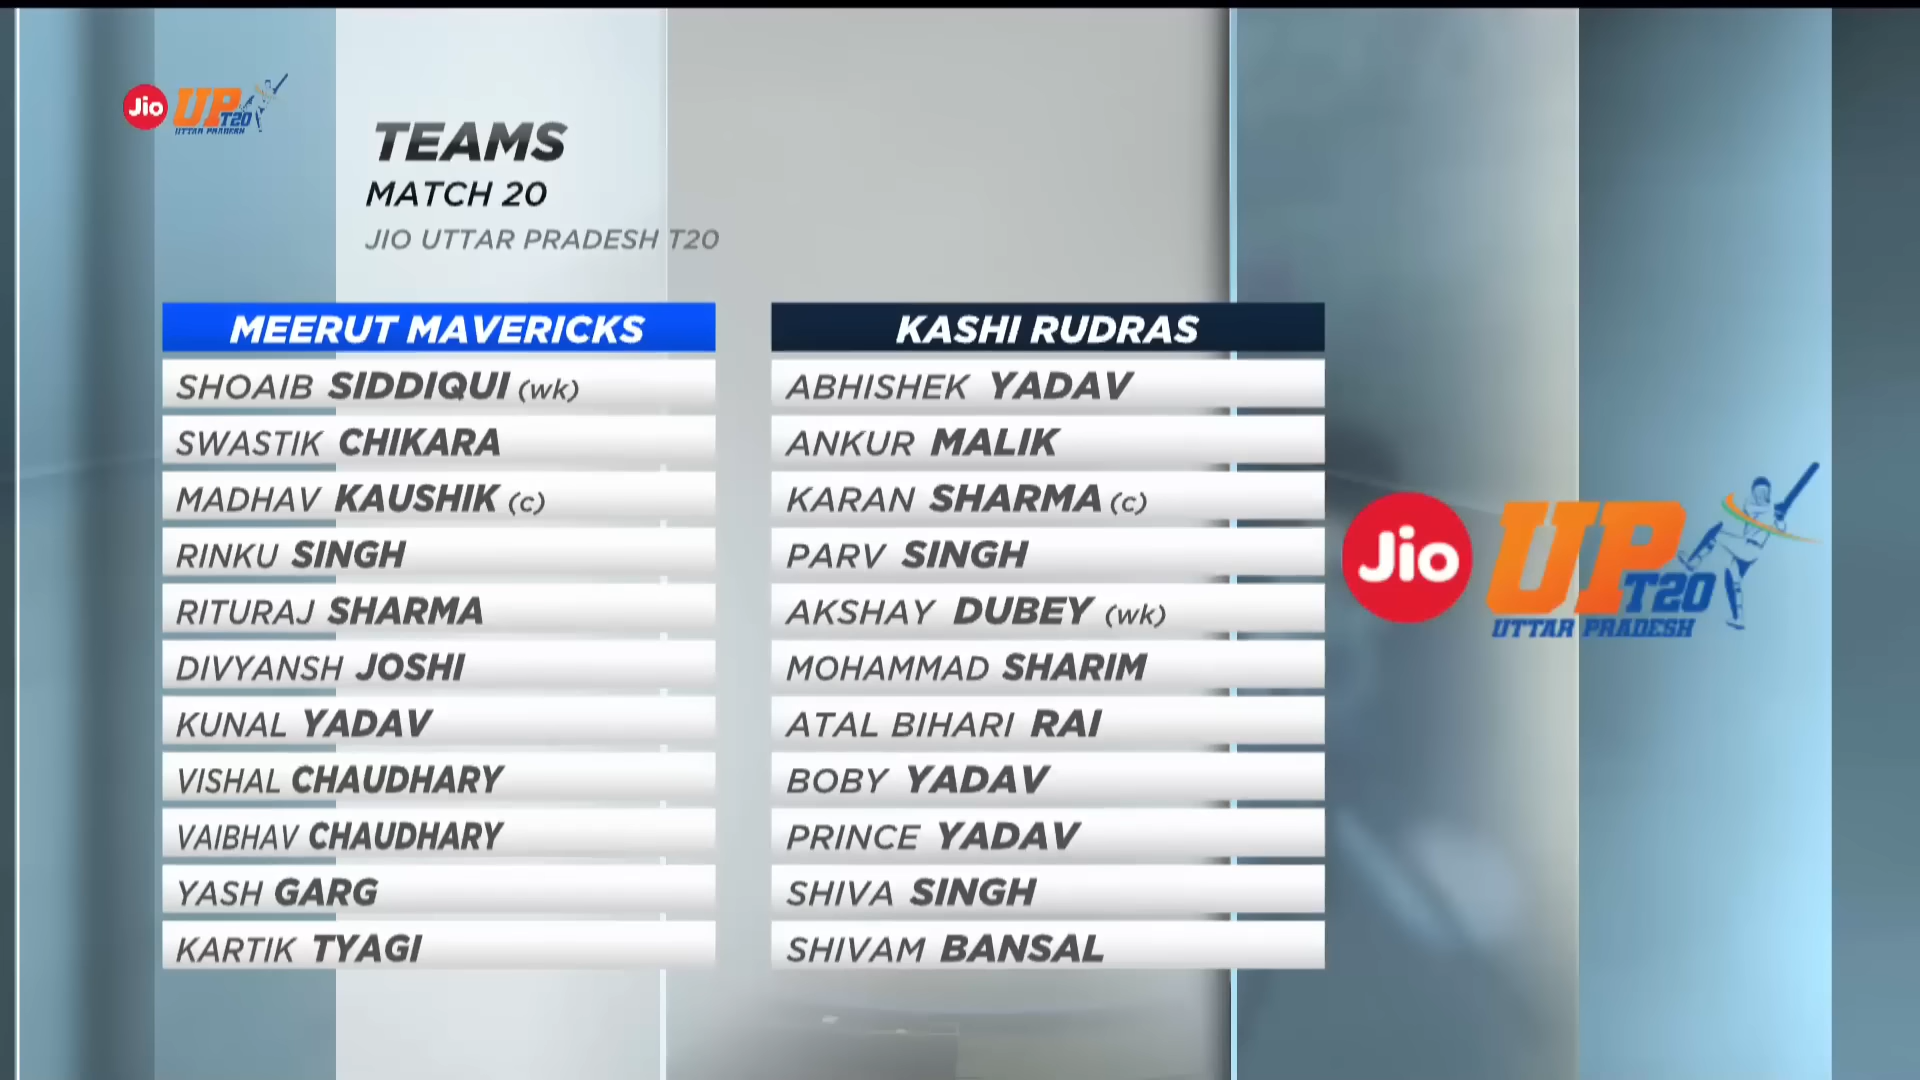 Jio UP T20
UTTAR PRADESH
TEAMS
MATCH 20
JIO UTTAR PRADESH T20
MEERUT MAVERICKS
SHOAIB SIDDIQUI (wk)
SWASTIK CHIKARA
MADHAV KAUSHIK (c)
RINKU SINGH
RITURAJ SHARMA
DIVYANSH JOSHI
KUNAL YADAV
VISHAL CHAUDHARY
VAIBHAV CHAUDHARY
YASH GARG
KARTIK TYAGI
KASHI RUDRAS
ABHISHEK YADAV
ANKUR MALIK
KARAN SHARMA (c)
PARV SINGH
AKSHAY DUBEY (wk)
MOHAMMAD SHARIM
ATAL BIHARI RAI
BOBY YADAV
PRINCE YADAV
SHIVA SINGH
SHIVAM BANSAL
Jio UP T20
UTTAR PRADESH